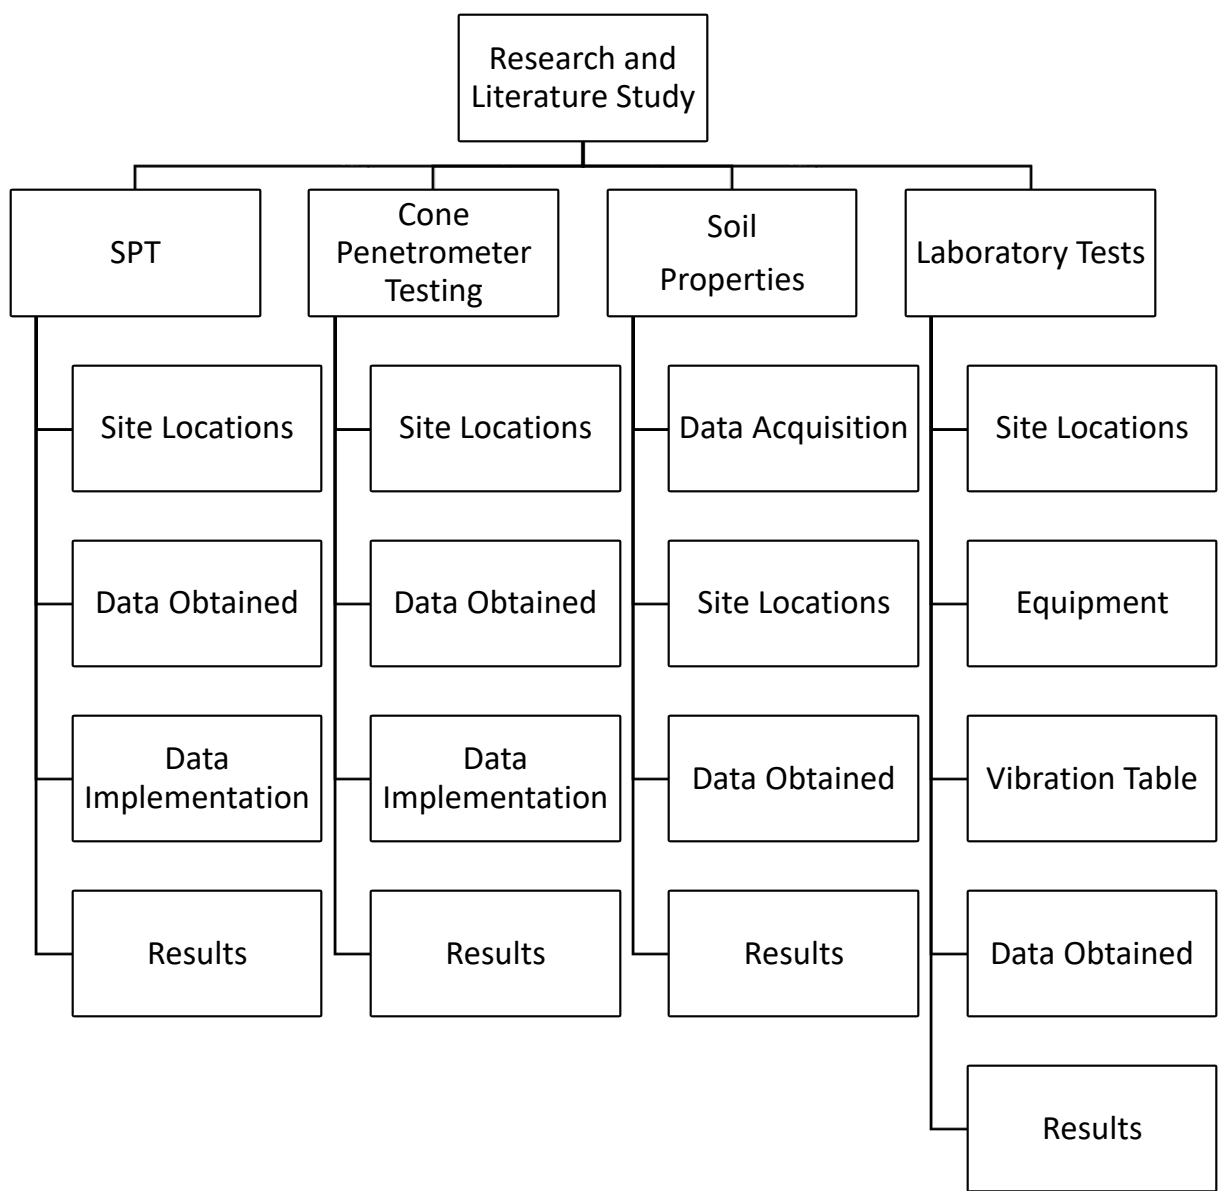 Research and
Literature Study
SPT
Cone
Penetrometer
Testing
Soil
Properties
Laboratory Tests
Site Locations
Data Obtained
Data
Implementation
Results
Site Locations
Data Obtained
Data
Implementation
Results
Data Acquisition
Site Locations
Data Obtained
Results
Site Locations
Equipment
Vibration Table
Data Obtained
Results